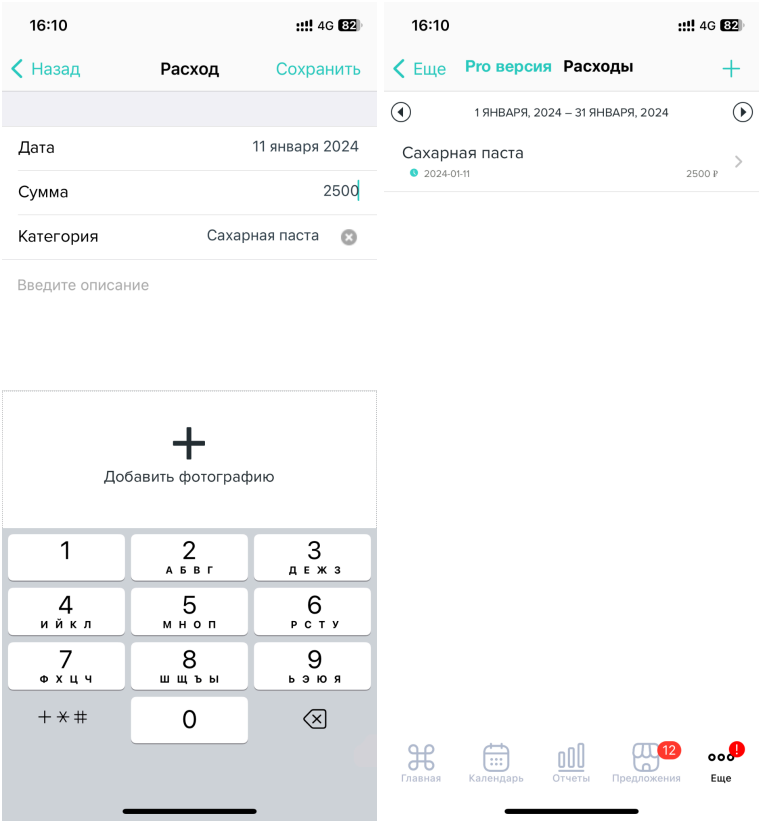 16:10
4G 82
Назад
Расход
Сохранить
Дата
11 января 2024
Сумма
2500
Категория
Сахарная паста
Введите описание
Добавить фотографию
1
2
3
А Б В Г
Д Е Ж З
4
5
6
И Й К Л
М Н О П
Р С Т У
7
8
9
Ф Х Ц Ч
Ш Щ Ъ Ы
Ь Э Ю Я
+ * #
0
16:10
4G 82
Еще
Pro версия
Расходы
+
1 ЯНВАРЯ, 2024 – 31 ЯНВАРЯ, 2024
Сахарная паста
2024-01-11
2500 ₽
12
!
Главная
Календарь
Отчеты
Предложения
Еще